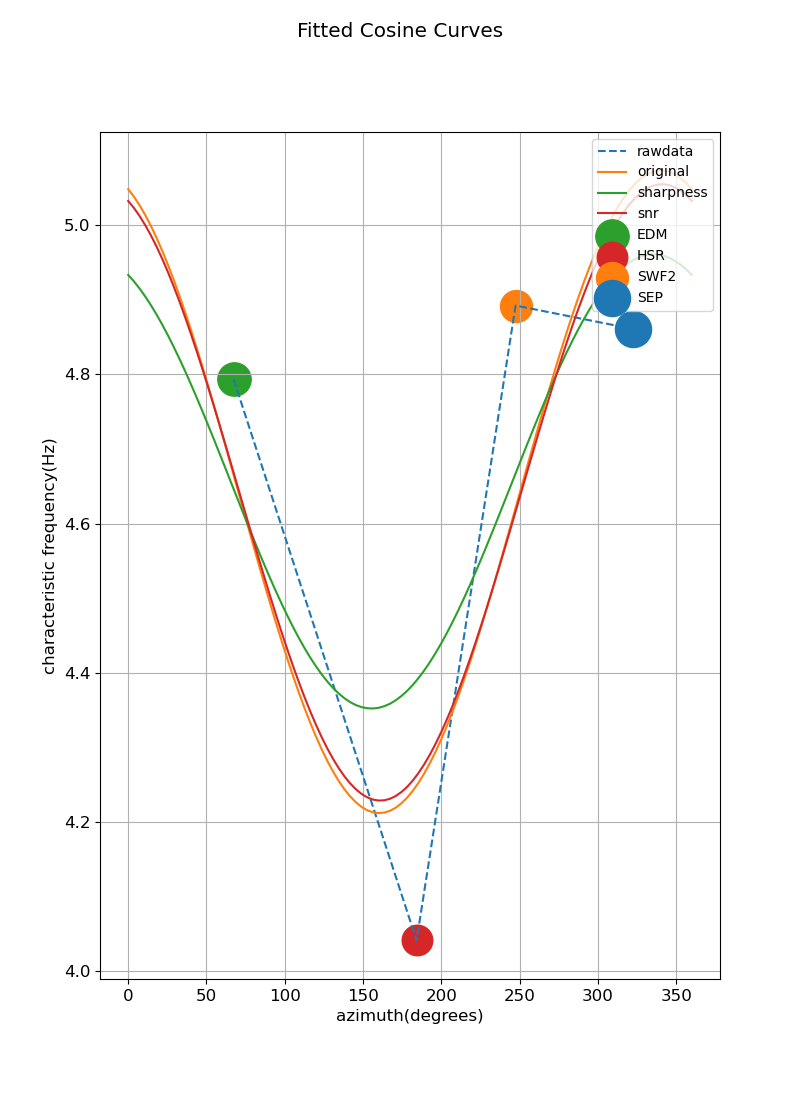 Fitted Cosine Curves
rawdata
original
sharpness
snr
EDM
HSR
SWF2
SEP
5.0
4.8
4.6
4.4
4.2
4.0
characteristic frequency(Hz)
0 50 100 150 200 250 300 350
azimuth(degrees)